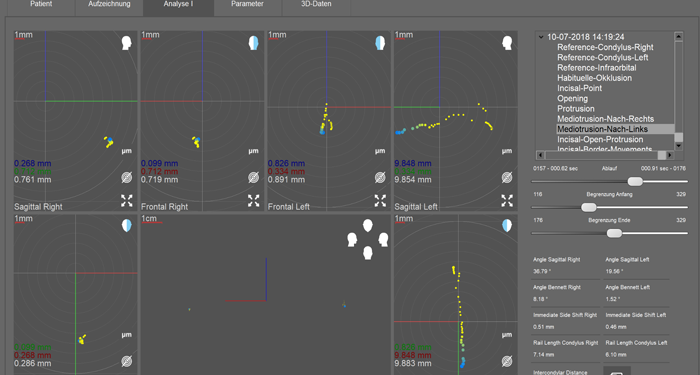 Patient
Aufzeichnung
Analyse I
Parameter
3D-Daten
1mm
0.268 mm
0.761 mm
µm
Sagittal Right
1mm
0.099 mm
0.712 mm
0.719 mm
µm
Frontal Right
1mm
0.826 mm
0.334 mm
0.891 mm
µm
Frontal Left
1mm
9.848 mm
9.854 mm
µm
Sagittal Left
10-07-2018 14:19:24
Reference-Condylus-Right
Reference-Condylus-Left
Reference-Infraorbital
Habituelle-Okklusion
Incisal-Point
Opening
Protrusion
Mediotrusion-Nach-Rechts
Mediotrusion-Nach-Links
Incisal-Open-Protrusion
Incisal-Border-Movements
0157 - 000.82 sec
Ablauf
000.91 sec - 0176
116
Begrenzung Anfang
329
176
Begrenzung Ende
329
1mm
0.268 mm
0.286 mm
µm
1cm
1mm
9.848 mm
9.883 mm
µm
Angle Sagittal Right
Angle Sagittal Left
36.79 °
19.56 °
Angle Bennett Right
Angle Bennett Left
8.18 °
1.52 °
Immediate Side Shift Right
Immediate Side Shift Left
0.51 mm
0.46 mm
Rail Length Condylus Right
Rail Length Condylus Left
7.14 mm
6.10 mm
Intercondylar Distance